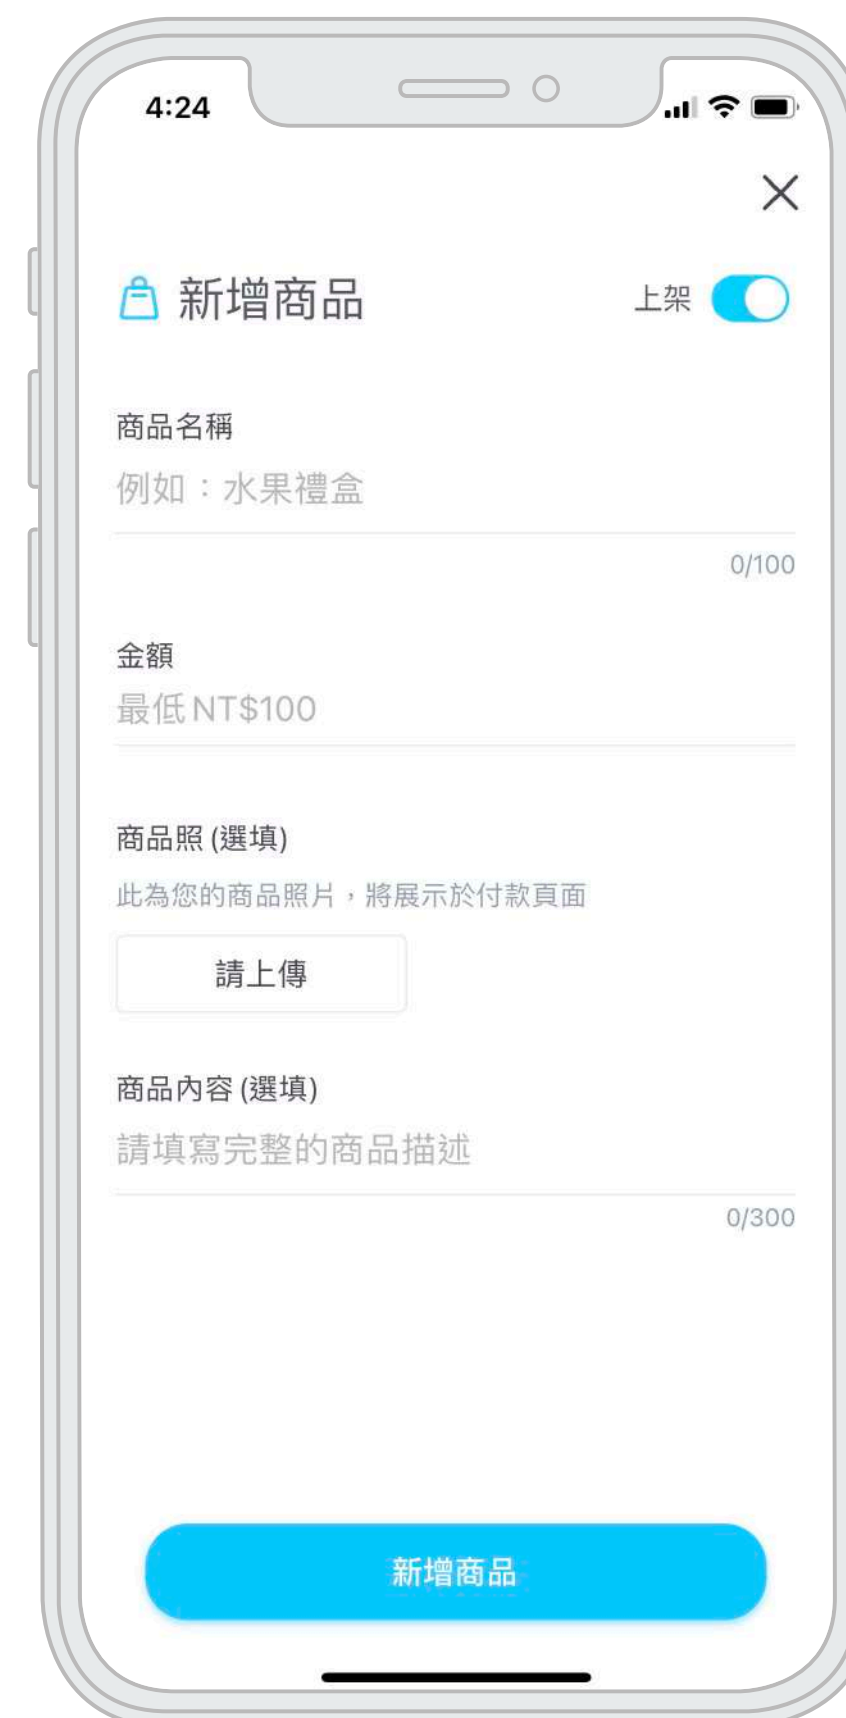 4:24
新增商品
上架
商品名稱
例如：水果禮盒
0/100
金額
最低 NT$100
商品照 (選填)
此為您的商品照片，將展示於付款頁面
請上傳
商品內容 (選填)
請填寫完整的商品描述
0/300
新增商品